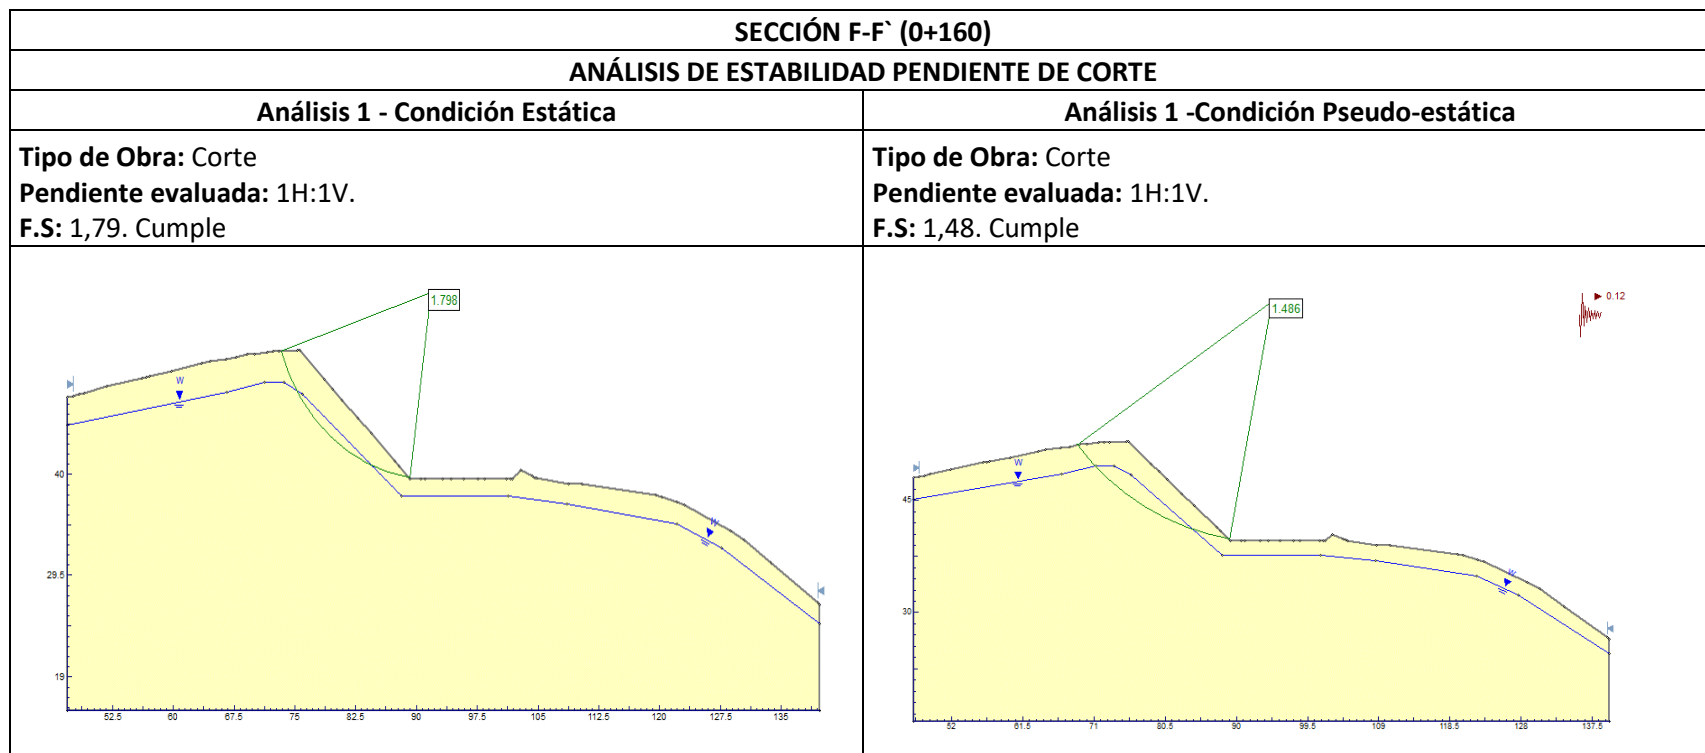 SECCIÓN F-F` (0+160)
ANÁLISIS DE ESTABILIDAD PENDIENTE DE CORTE
Análisis 1 - Condición Estática
Análisis 1 -Condición Pseudo-estática
Tipo de Obra: Corte
Pendiente evaluada: 1H:1V.
F.S: 1,79. Cumple
Tipo de Obra: Corte
Pendiente evaluada: 1H:1V.
F.S: 1,48. Cumple
1.798
W
W
40
29.5
19
52.5 60 67.5 75 82.5 90 97.5 105 112.5 120 127.5 135
1.486
0.12
W
W
45
30
52 61.5 71 80.5 90 99.5 109 118.5 128 137.5